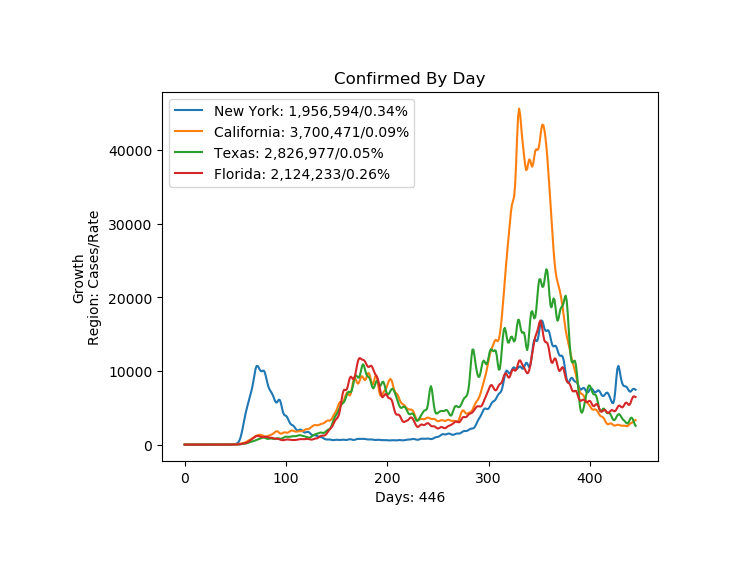 Confirmed By Day
New York: 1,956,594/0.34%
California: 3,700,471/0.09%
Texas: 2,826,977/0.05%
Florida: 2,124,233/0.26%
Growth
Region: Cases/Rate
40000
30000
20000
10000
0
0 100 200 300 400
Days: 446